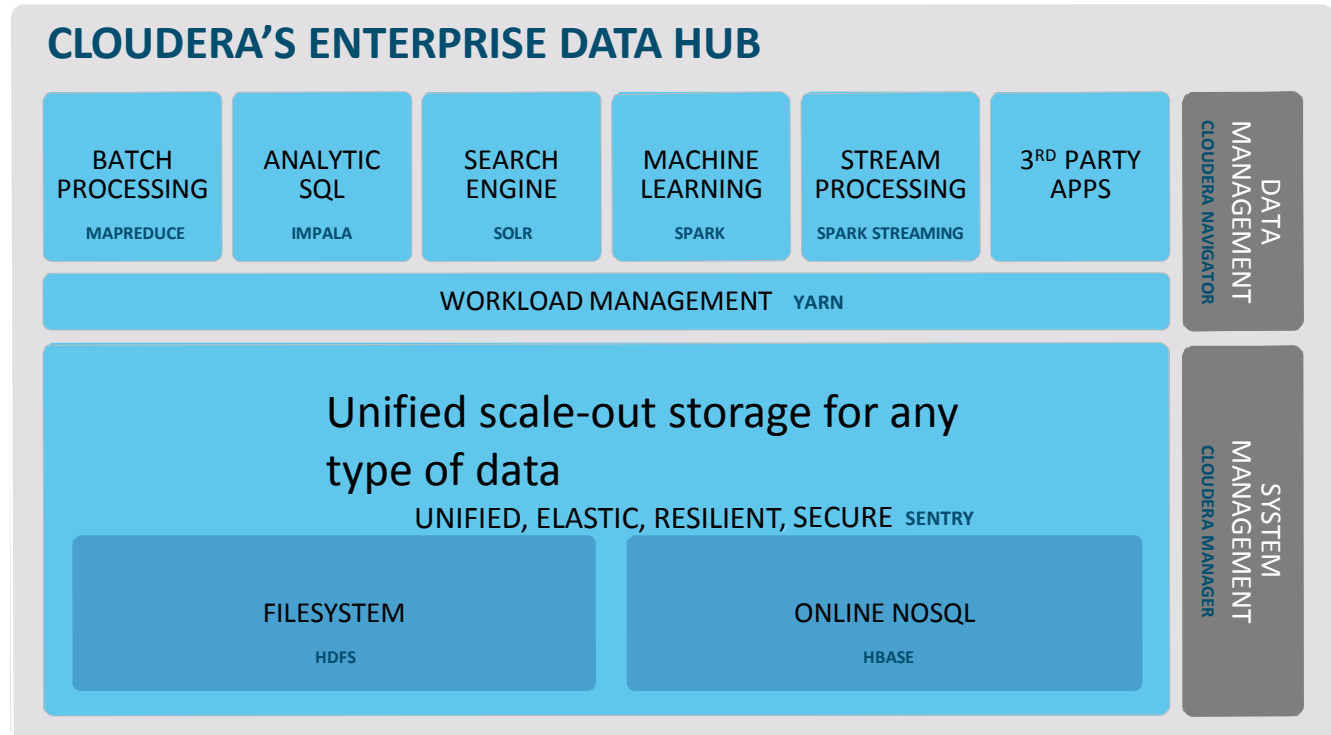 CLOUDERA’S ENTERPRISE DATA HUB
BATCH
PROCESSING
MAPREDUCE
ANALYTIC
SQL
IMPALA
SEARCH
ENGINE
SOLR
MACHINE
LEARNING
SPARK
STREAM
PROCESSING
SPARK STREAMING
3RD PARTY
APPS
WORKLOAD MANAGEMENT YARN
DATA
MANAGEMENT
CLOUDERA NAVIGATOR
Unified scale-out storage for any
type of data
UNIFIED, ELASTIC, RESILIENT, SECURE SENTRY
FILESYSTEM
HDFS
ONLINE NOSQL
HBASE
SYSTEM
MANAGEMENT
CLOUDERA MANAGER